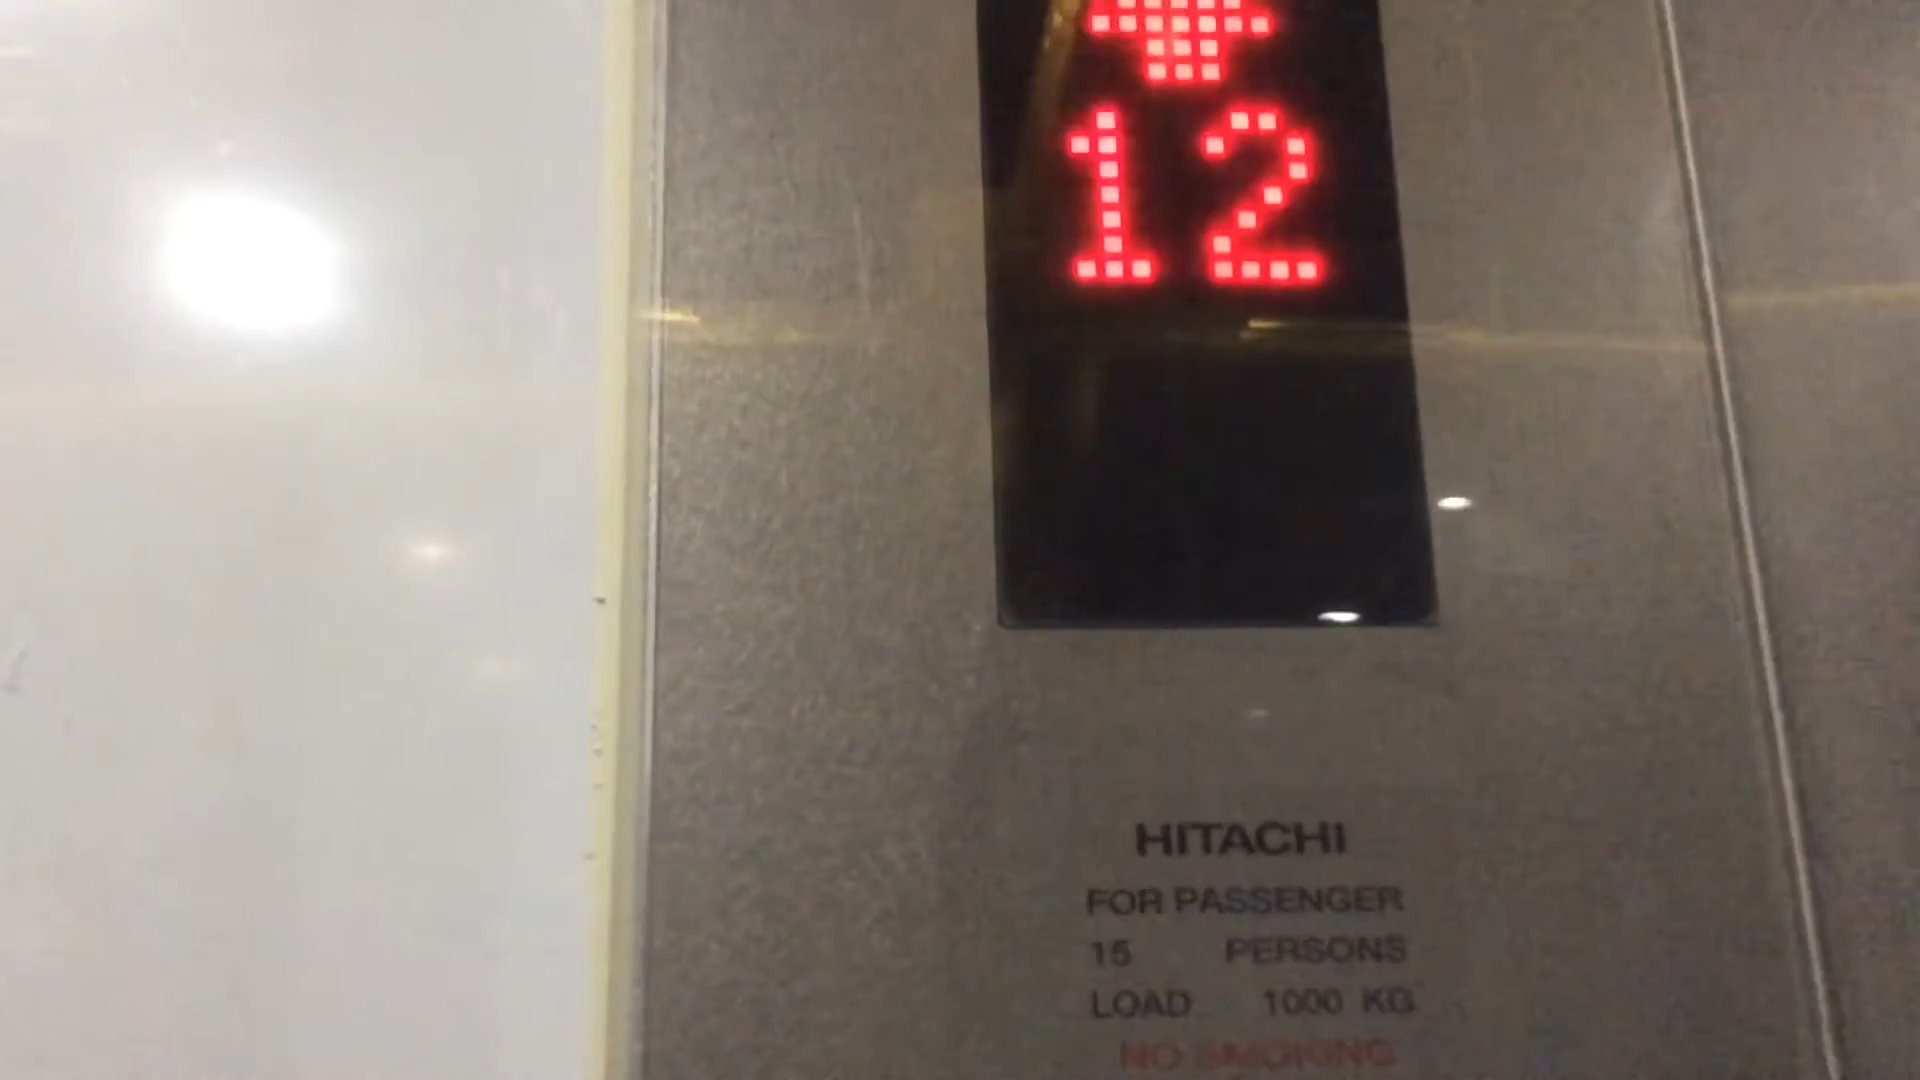 12
HITACHI
FOR PASSENGER
15 PERSONS
LOAD 1000 KG
NO SMOKING